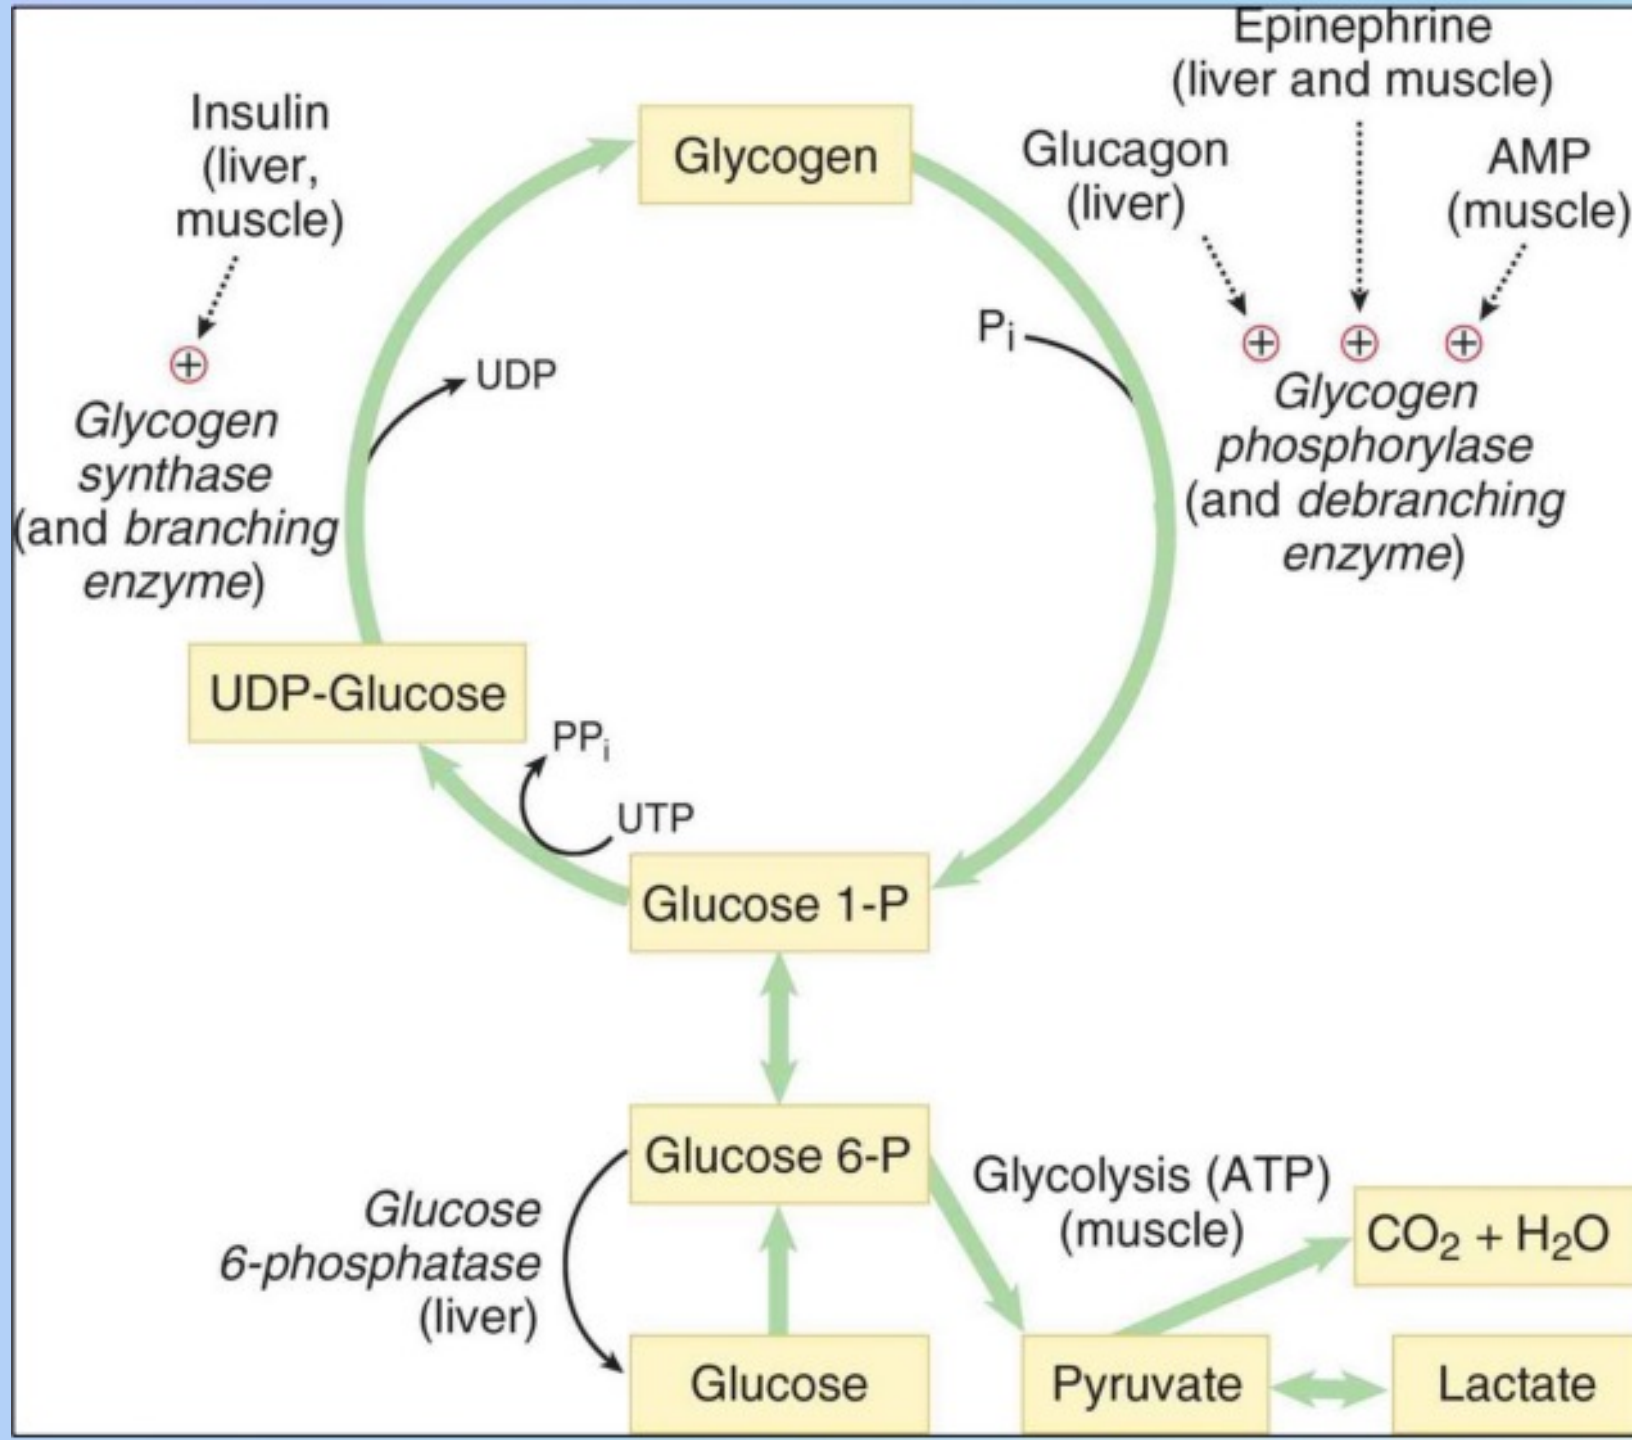 Epinephrine
(liver and muscle)
Insulin
(liver,
muscle)
Glycogen
Glucagon
(liver)
AMP
(muscle)
+
+
+
+
Pi
UDP
Glycogen
synthase
(and branching
enzyme)
Glycogen
phosphorylase
(and debranching
enzyme)
UDP-Glucose
PPi
UTP
Glucose 1-P
Glucose 6-P
Glycolysis (ATP)
(muscle)
CO2 + H2O
Glucose
6-phosphatase
(liver)
Glucose
Pyruvate
Lactate